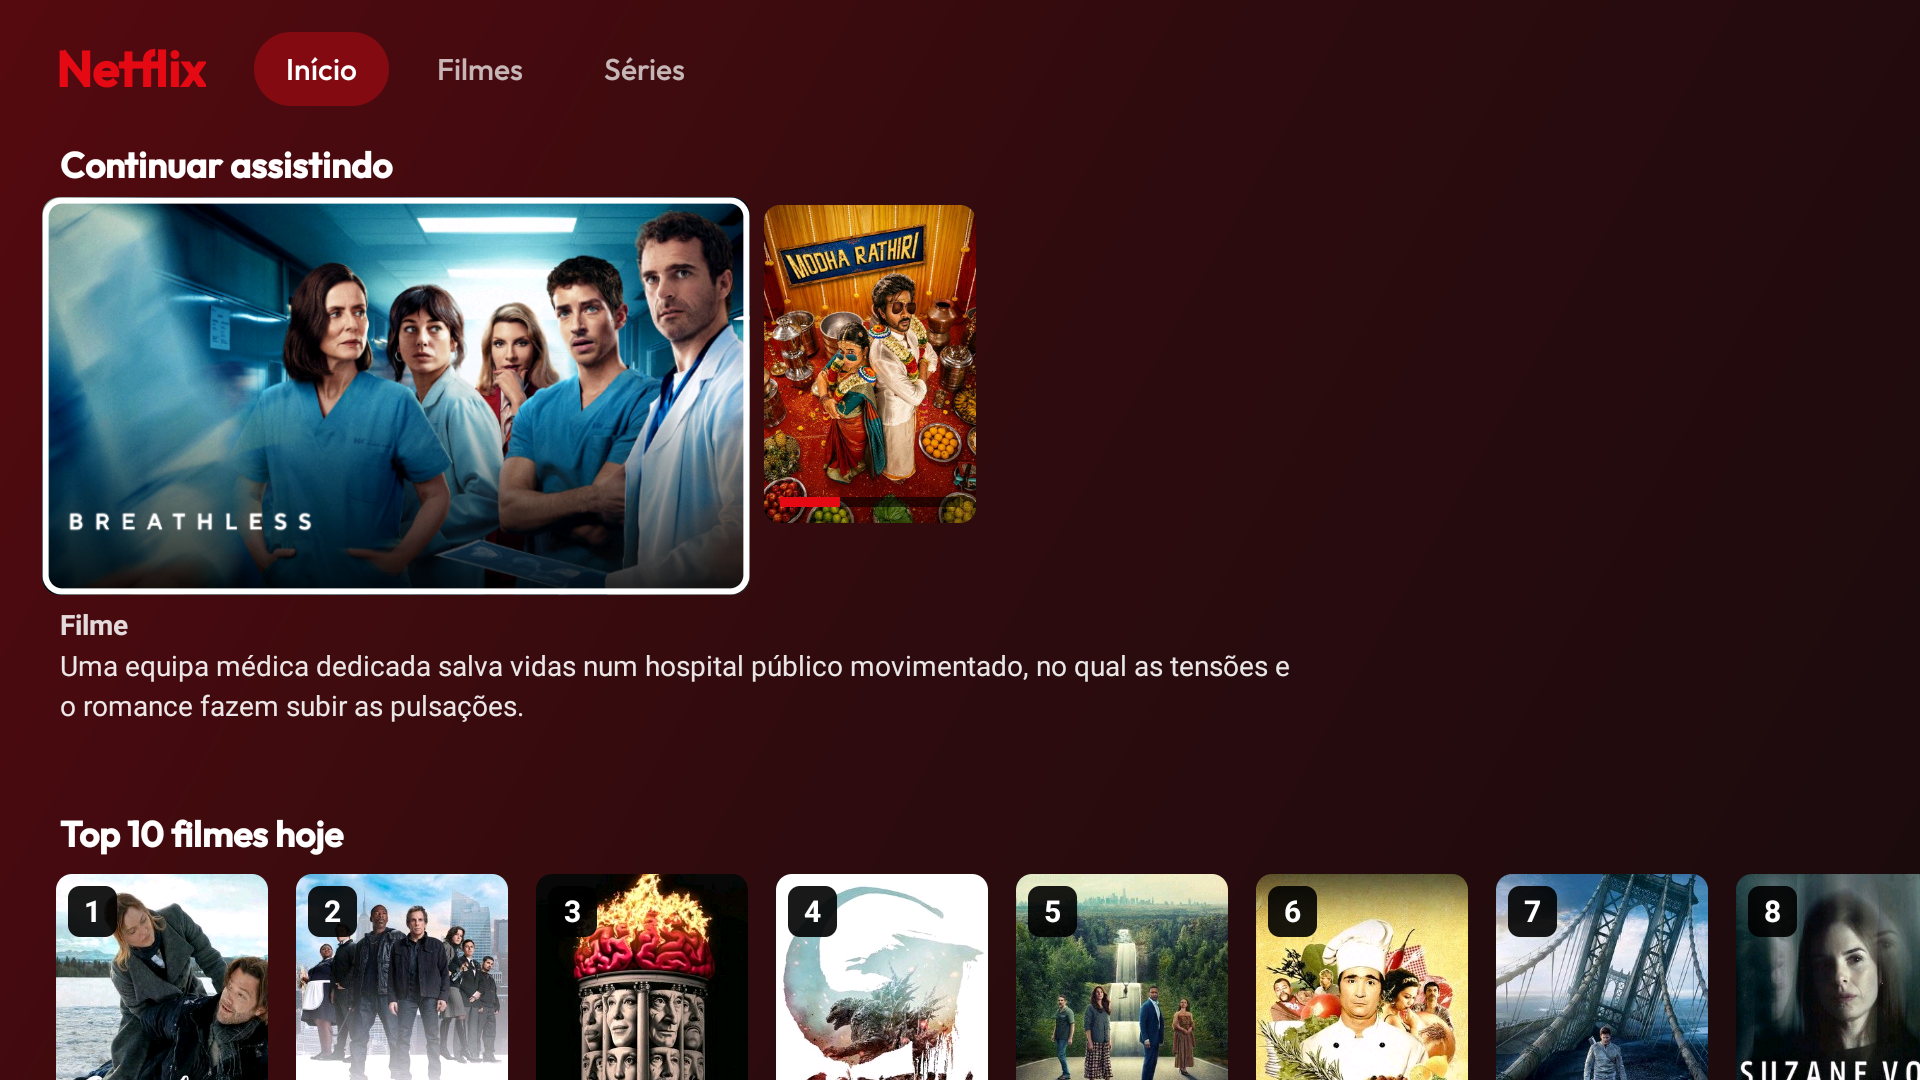 Netflix
Início
Filmes
Séries
Continuar assistindo
MODHA RATHIRI
BREATHLESS
Filme
Uma equipa médica dedicada salva vidas num hospital público movimentado, no qual as tensões e
o romance fazem subir as pulsações.
Top 10 filmes hoje
1
2
3
4
5
6
7
8
SUZANE VO